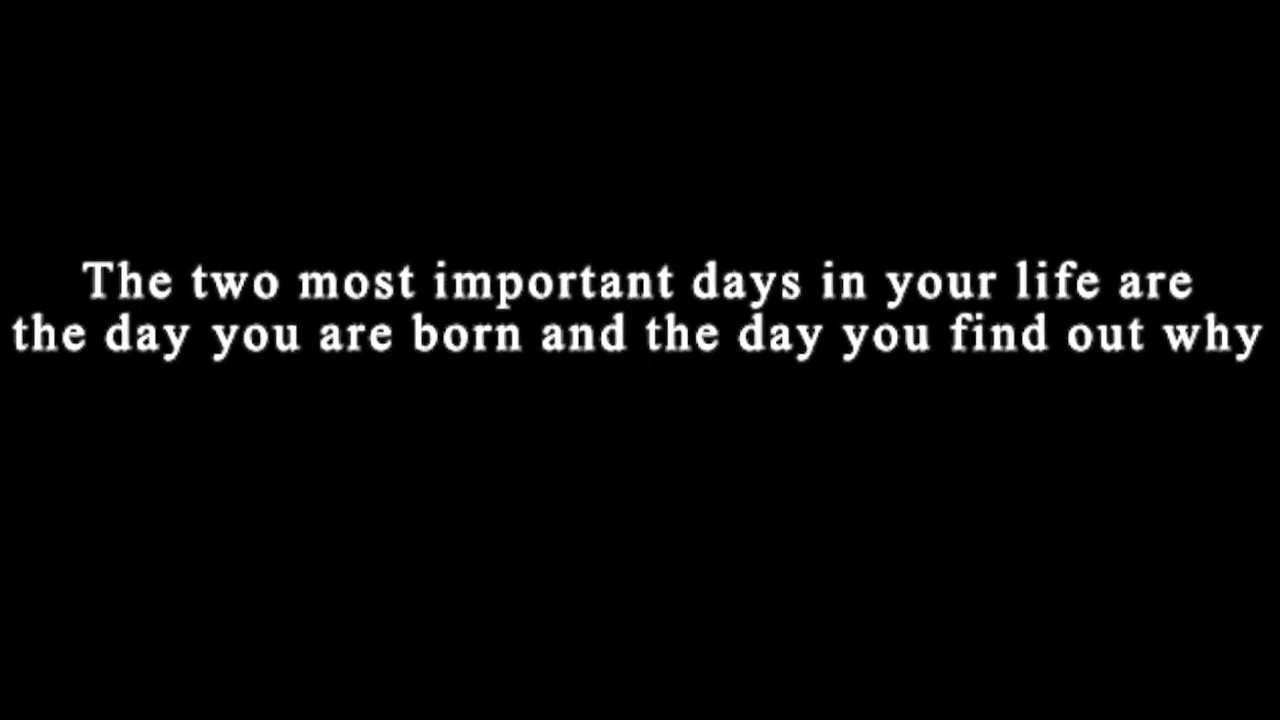 The two most important days in your life are
the day you are born and the day you find out why